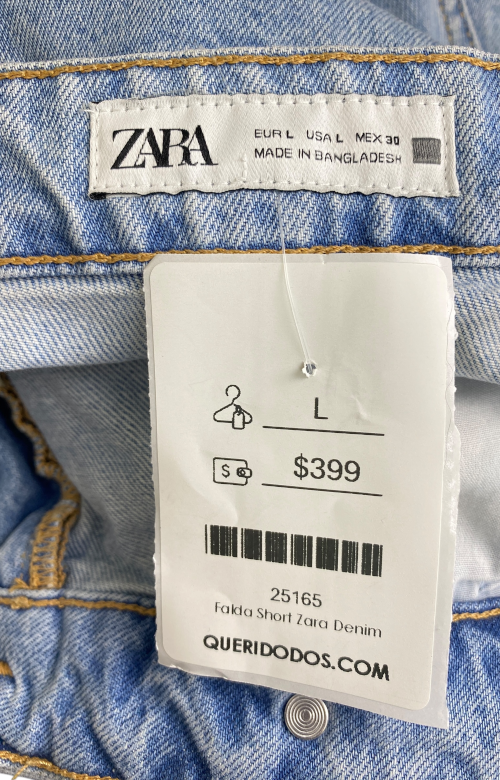 ZARA
EUR L USA L MEX 30
MADE IN BANGLADESH
L
$399
25165
Falda Short Zara Denim
QUERIDODOS.COM